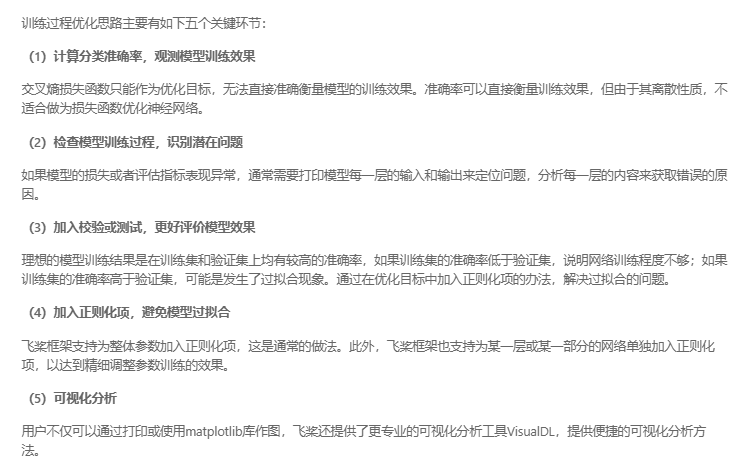 训练过程优化思路主要有如下五个关键环节：
（1）计算分类准确率，观测模型训练效果
交叉熵损失函数只能作为优化目标，无法直接准确衡量模型的训练效果。准确率可以直接衡量训练效果，但由于其离散性质，不
适合做为损失函数优化神经网络。
（2）检查模型训练过程，识别潜在问题
如果模型的损失或者评估指标表现异常，通常需要打印模型每一层的输入和输出来定位问题，分析每一层的内容来获取错误的原
因。
（3）加入校验或测试，更好评价模型效果
理想的模型训练结果是在训练集和验证集上均有较高的准确率，如果训练集的准确率低于验证集，说明网络训练程度不够；如果
训练集的准确率高于验证集，可能是发生了过拟合现象。通过在优化目标中加入正则化项的办法，解决过拟合的问题。
（4）加入正则化项，避免模型过拟合
飞桨框架支持为整体参数加入正则化项，这是通常的做法。此外，飞桨框架也支持为某一层或某一部分的网络单独加入正则化
项，以达到精细调整参数训练的效果。
（5）可视化分析
用户不仅可以通过打印或使用matplotlib库作图，飞桨还提供了更专业的可视化分析工具VisualDL，提供便捷的可视化分析方
法。